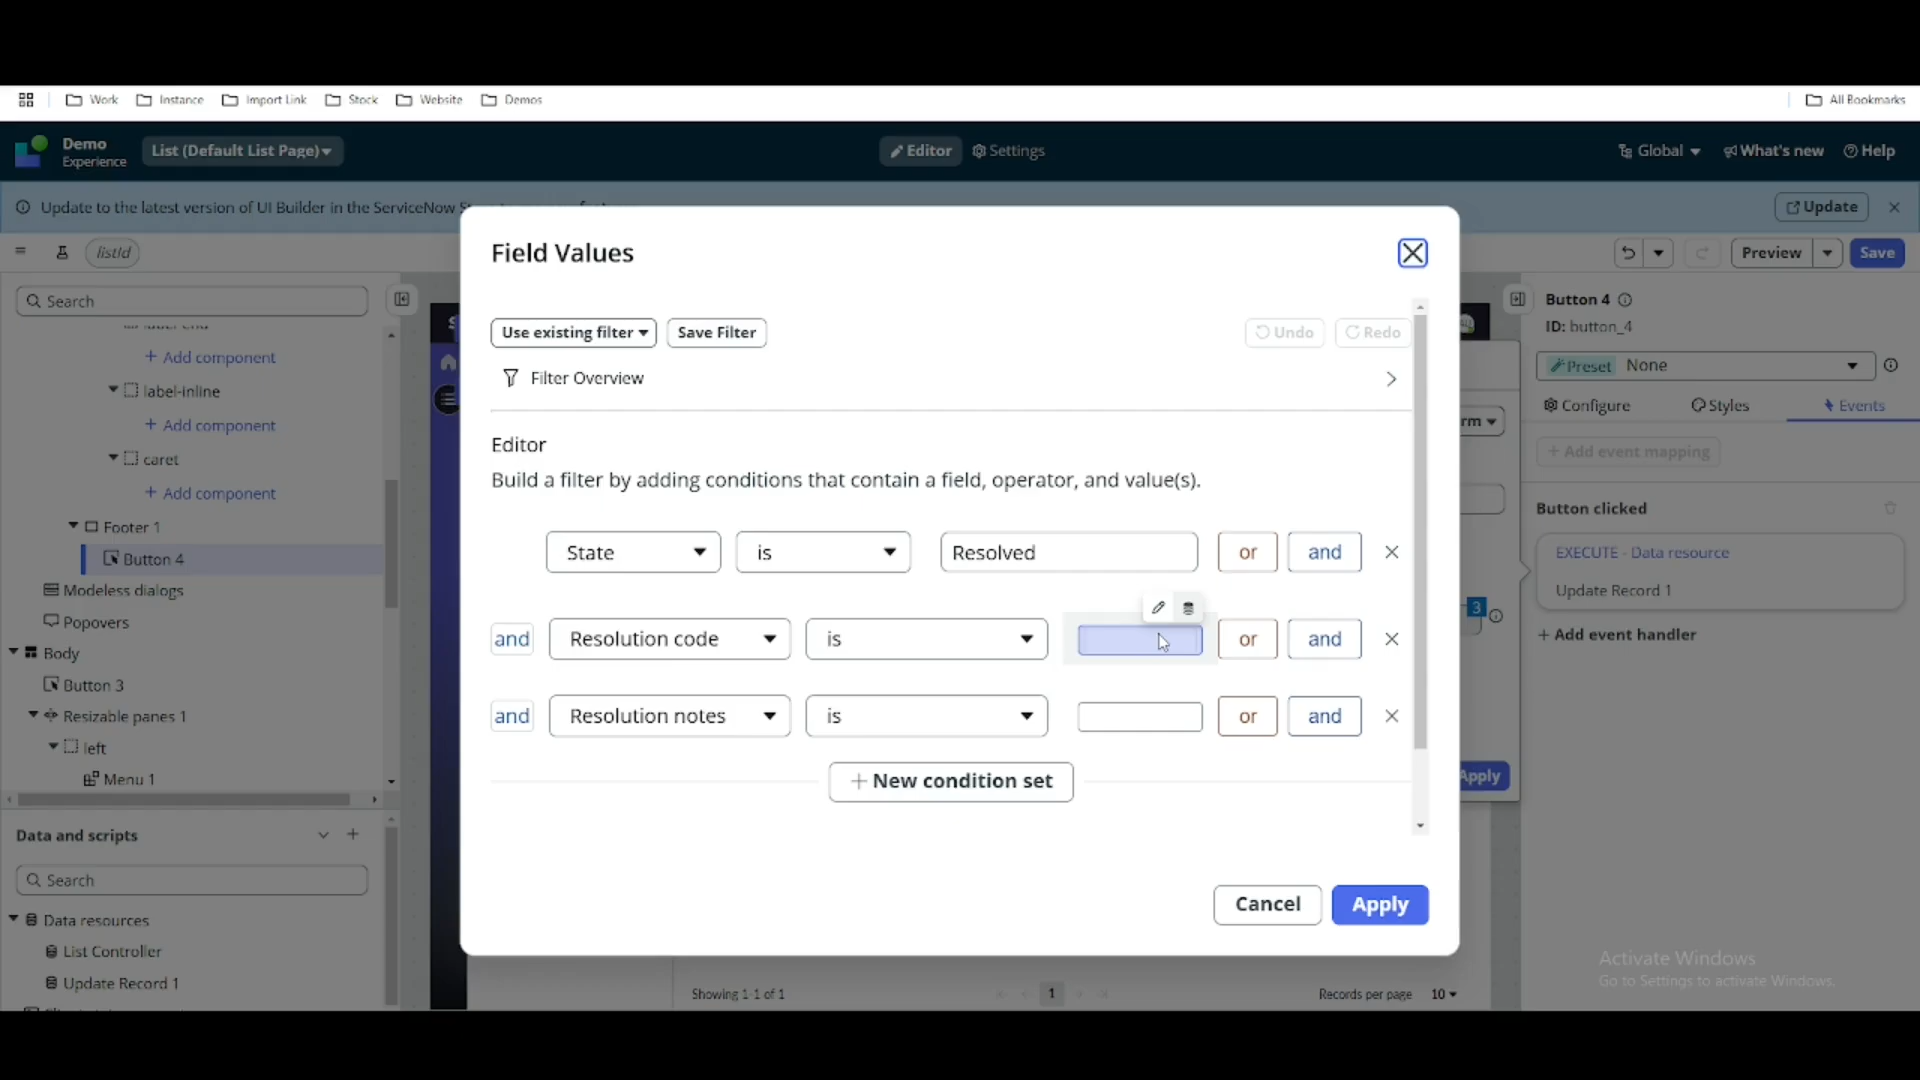 Work
Instance
Import Link
Stock
Website
Demos
All Bookmarks
Demo
Experience
List (Default List Page)
Editor
Settings
Global
What's new
Help
Update to the latest version of UI Builder in the ServiceNow
Update
listId
Preview
Save
Search
Add component
label-inline
Add component
caret
Add component
Footer 1
Button 4
Modeless dialogs
Popovers
Body
Button 3
Resizable panes 1
left
Menu 1
Data and scripts
Search
Data resources
List Controller
Update Record 1
Field Values
Use existing filter
Save Filter
Undo
Redo
Filter Overview
Editor
Build a filter by adding conditions that contain a field, operator, and value(s).
State is Resolved or and
and Resolution code is or and
and Resolution notes is or and
New condition set
Cancel
Apply
Showing 1-1 of 1
1
Records per page 10
rm
3
Apply
Button 4
ID: button_4
Preset None
Configure
Styles
Events
+ Add event mapping
Button clicked
EXECUTE - Data resource
Update Record 1
+ Add event handler
Activate Windows
Go to Settings to activate Windows.